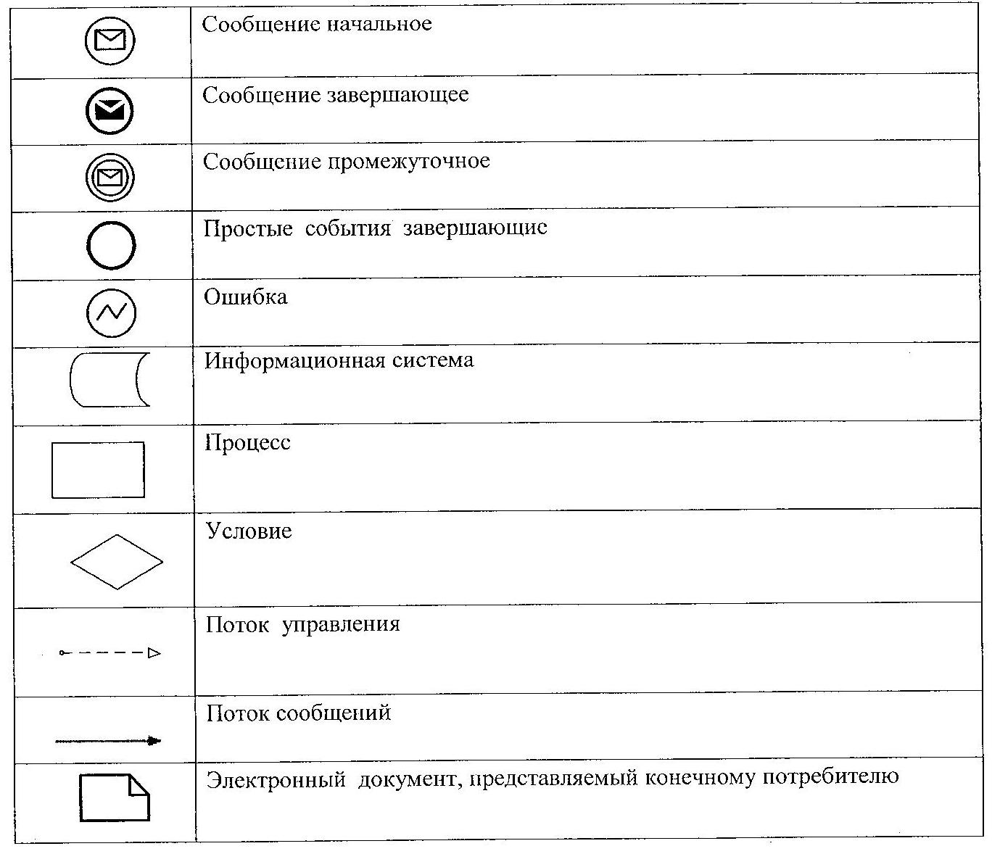 Сообщение начальное
Сообщение завершающее
Сообщение промежуточное
Простые события завершающие
Ошибка
Информационная система
Процесс
Условие
Поток управления
Поток сообщений
Электронный документ, представляемый конечному потребителю